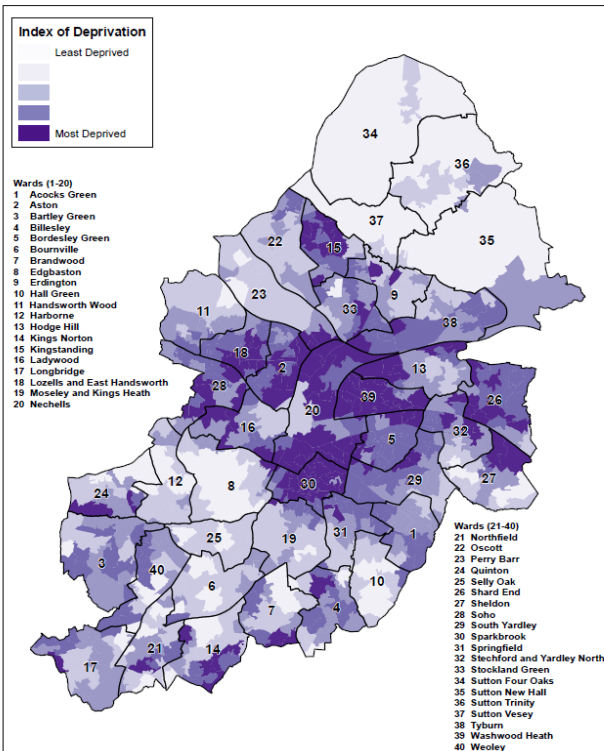 Index of Deprivation
Least Deprived
Most Deprived
Wards (1-20)
1 Acocks Green
2 Aston
3 Bartley Green
4 Billesley
5 Bordesley Green
6 Bournville
7 Brandwood
8 Edgbaston
9 Erdington
10 Hall Green
11 Handsworth Wood
12 Harborne
13 Hodge Hill
14 Kings Norton
15 Kingstanding
16 Ladywood
17 Longbridge
18 Lozells and East Handsworth
19 Moseley and Kings Heath
20 Nechells
34
36
37
35
22
15
23
9
33
11
38
18
2
13
28
39
26
20
16
5
32
12
8
30
29
27
24
25
19
31
1
3
40
6
10
7
4
21
14
17
Wards (21-40)
21 Northfield
22 Oscott
23 Perry Barr
24 Quinton
25 Selly Oak
26 Shard End
27 Sheldon
28 Soho
29 South Yardley
30 Sparkbrook
31 Springfield
32 Stechford and Yardley North
33 Stockland Green
34 Sutton Four Oaks
35 Sutton New Hall
36 Sutton Trinity
37 Sutton Vesey
38 Tyburn
39 Washwood Heath
40 Weoley